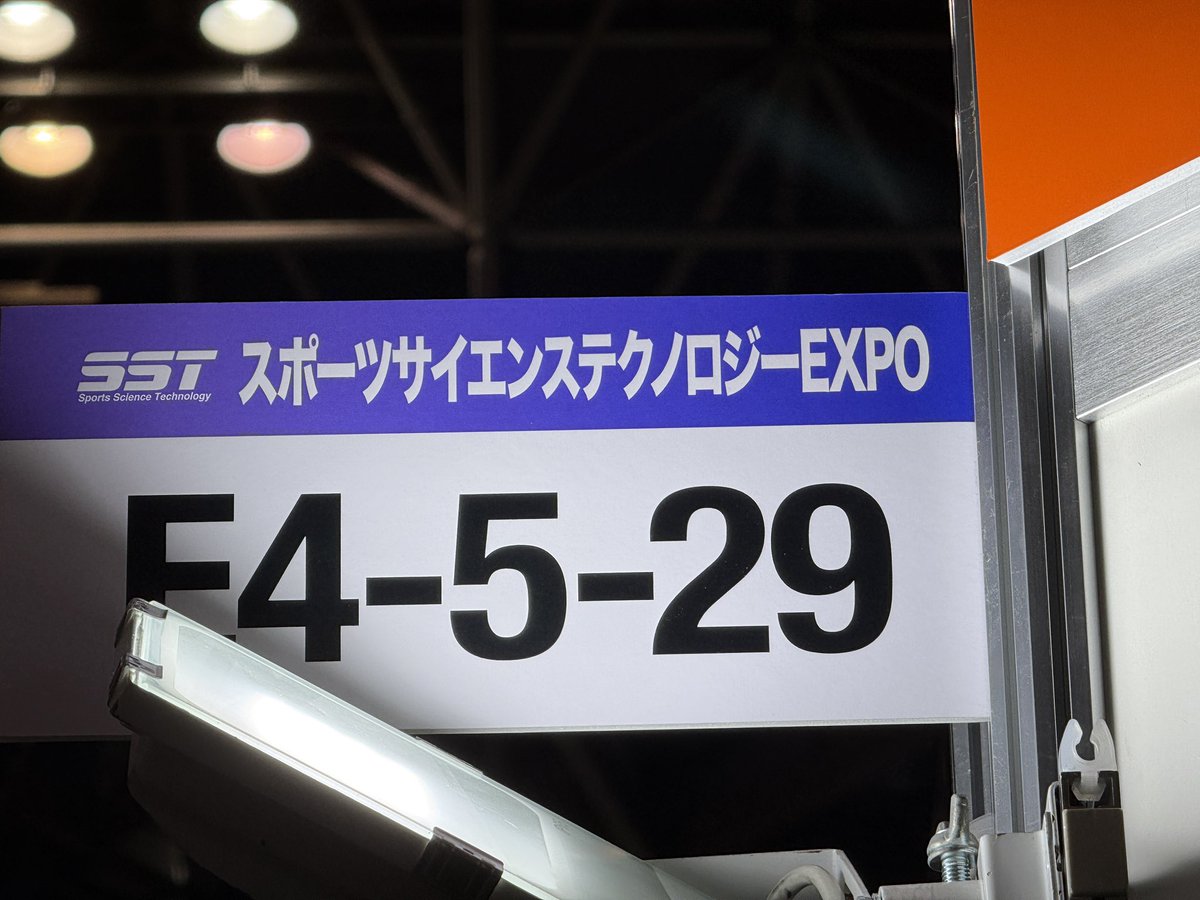 SST スポーツサイエンステクノロジーEXPO
Sports Science Technology
E4-5-29